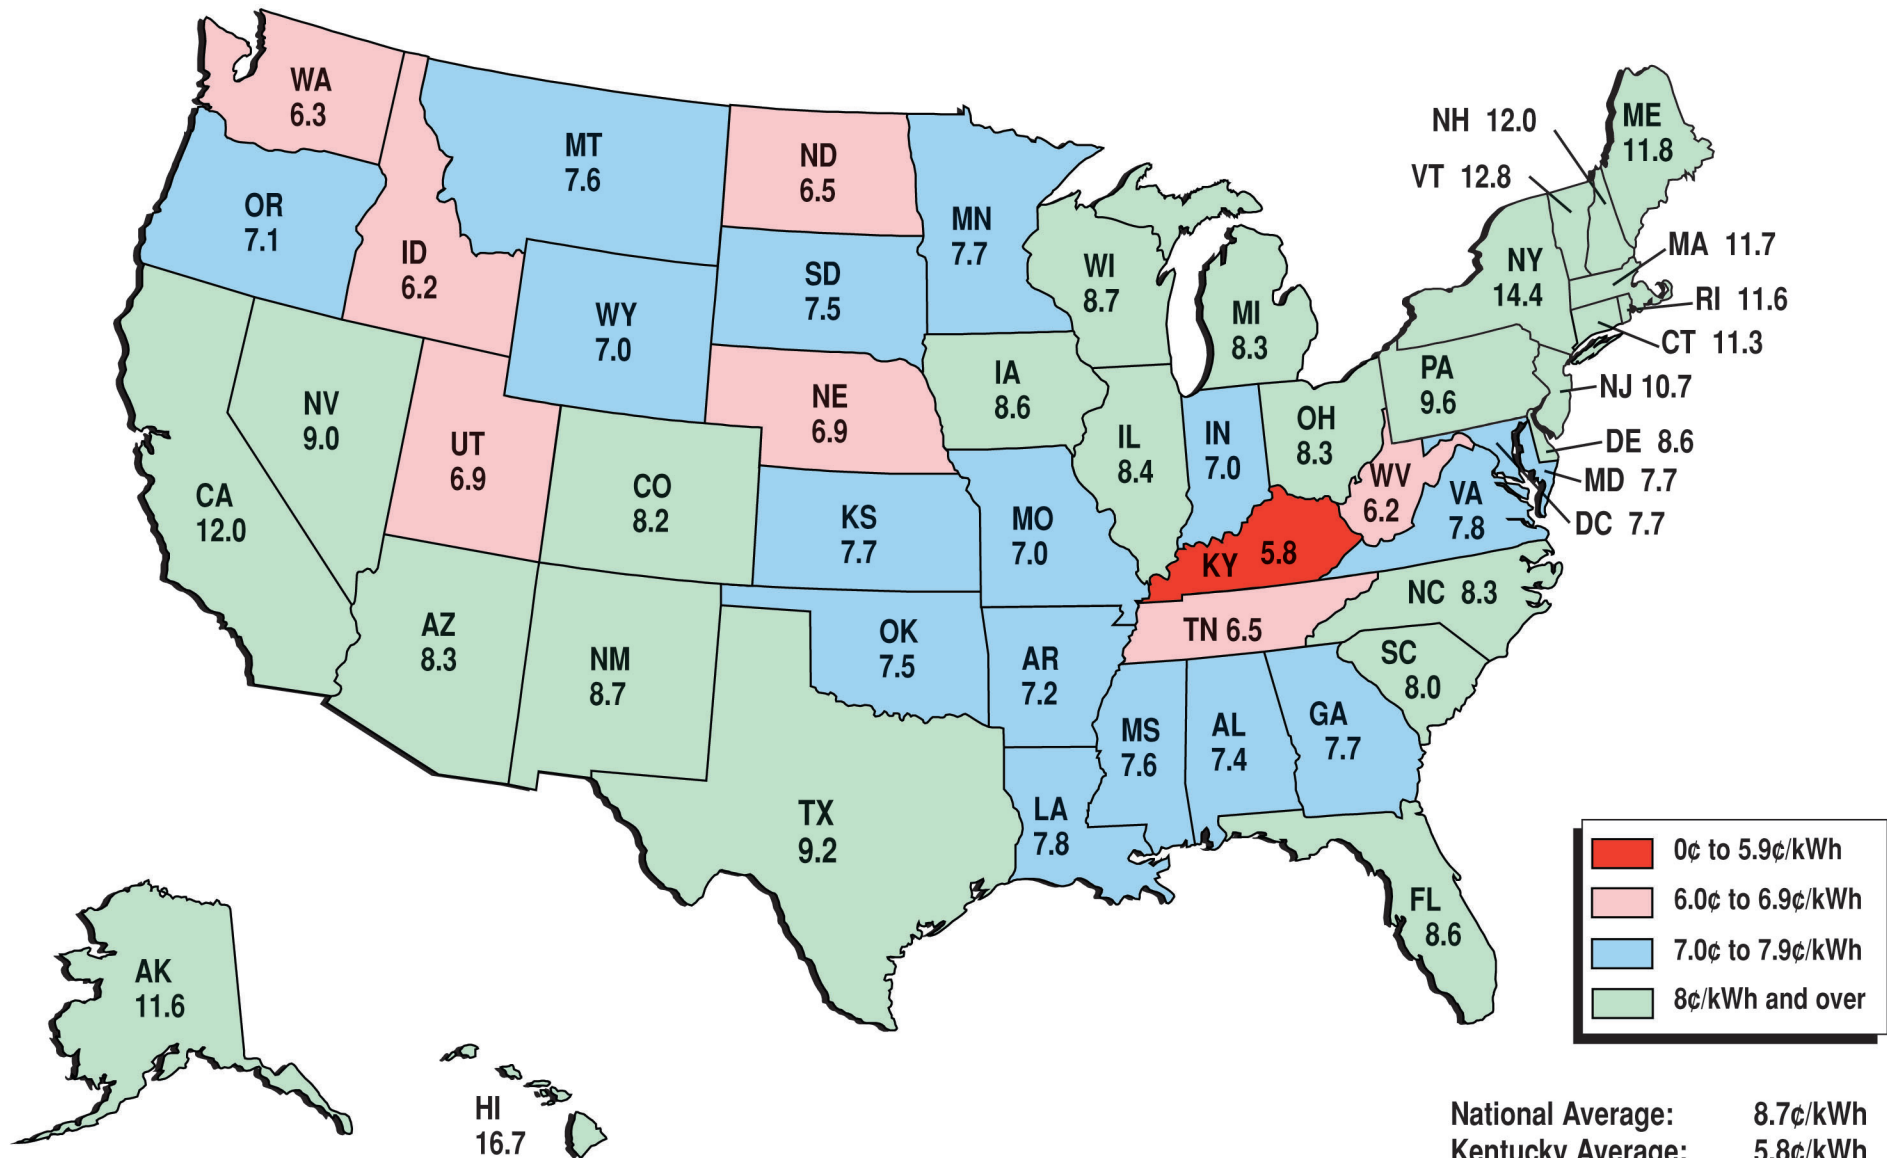 WA
6.3
MT
7.6
ND
6.5
OR
7.1
ID
6.2
MN
7.7
WY
7.0
SD
7.5
WI
8.7
MI
8.3
NH 12.0
VT 12.8
ME
11.8
NY
14.4
MA 11.7
RI 11.6
CT 11.3
NJ 10.7
PA
9.6
DE 8.6
MD 7.7
DC 7.7
NV
9.0
UT
6.9
NE
6.9
IA
8.6
CA
12.0
CO
8.2
KS
7.7
MO
7.0
IL
8.4
IN
7.0
OH
8.3
WV
6.2
VA
7.8
KY 5.8
NC 8.3
TN 6.5
SC
8.0
AZ
8.3
NM
8.7
OK
7.5
AR
7.2
MS
7.6
AL
7.4
GA
7.7
TX
9.2
LA
7.8
FL
8.6
AK
11.6
HI
16.7
0¢ to 5.9¢/kWh
6.0¢ to 6.9¢/kWh
7.0¢ to 7.9¢/kWh
8¢/kWh and over
National Average: 8.7¢/kWh
Kentucky Average: 5.8¢/kWh